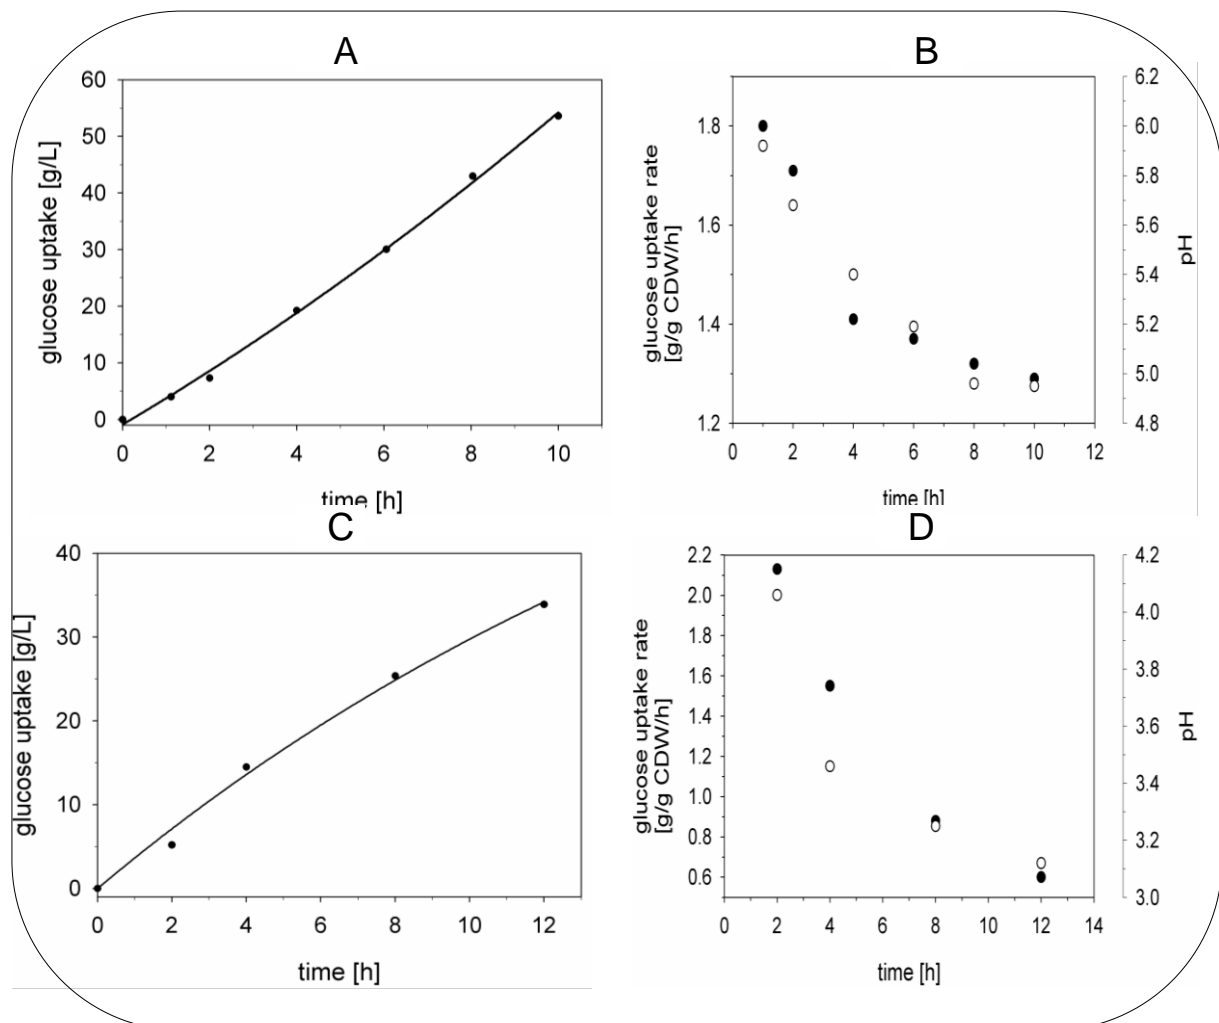 A
B
60
50
40
30
20
10
0
glucose uptake [g/L]
0 2 4 6 8 10
time [h]
1.8
1.6
1.4
1.2
glucose uptake rate
[g/g CDW/h]
0 2 4 6 8 10 12
time [h]
6.2
6.0
5.8
5.6
5.4
5.2
5.0
4.8
pH
C
D
40
30
20
10
0
glucose uptake [g/L]
0 2 4 6 8 10 12
time [h]
2.2
2.0
1.8
1.6
1.4
1.2
1.0
0.8
0.6
glucose uptake rate
[g/g CDW/h]
0 2 4 6 8 10 12 14
time [h]
4.2
4.0
3.8
3.6
3.4
3.2
3.0
pH